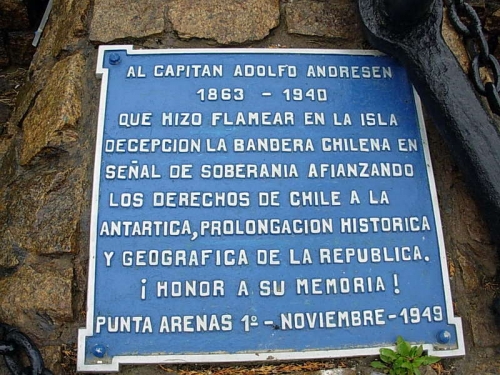 AL CAPITAN ADOLFO ANDRESEN
1863 - 1940
QUE HIZO FLAMEAR EN LA ISLA
DECEPCION LA BANDERA CHILENA EN
SEÑAL DE SOBERANIA AFIANZANDO
LOS DERECHOS DE CHILE A LA
ANTARTICA, PROLONGACION HISTORICA
Y GEOGRAFICA DE LA REPUBLICA.
¡ HONOR A SU MEMORIA !
PUNTA ARENAS 1º - NOVIEMBRE - 1949